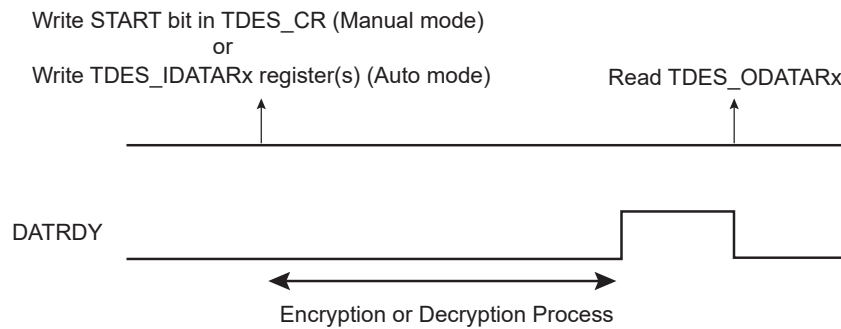 Write START bit in TDES_CR (Manual mode)
or
Write TDES_IDATARx register(s) (Auto mode)
Read TDES_ODATARx
DATRDY
Encryption or Decryption Process